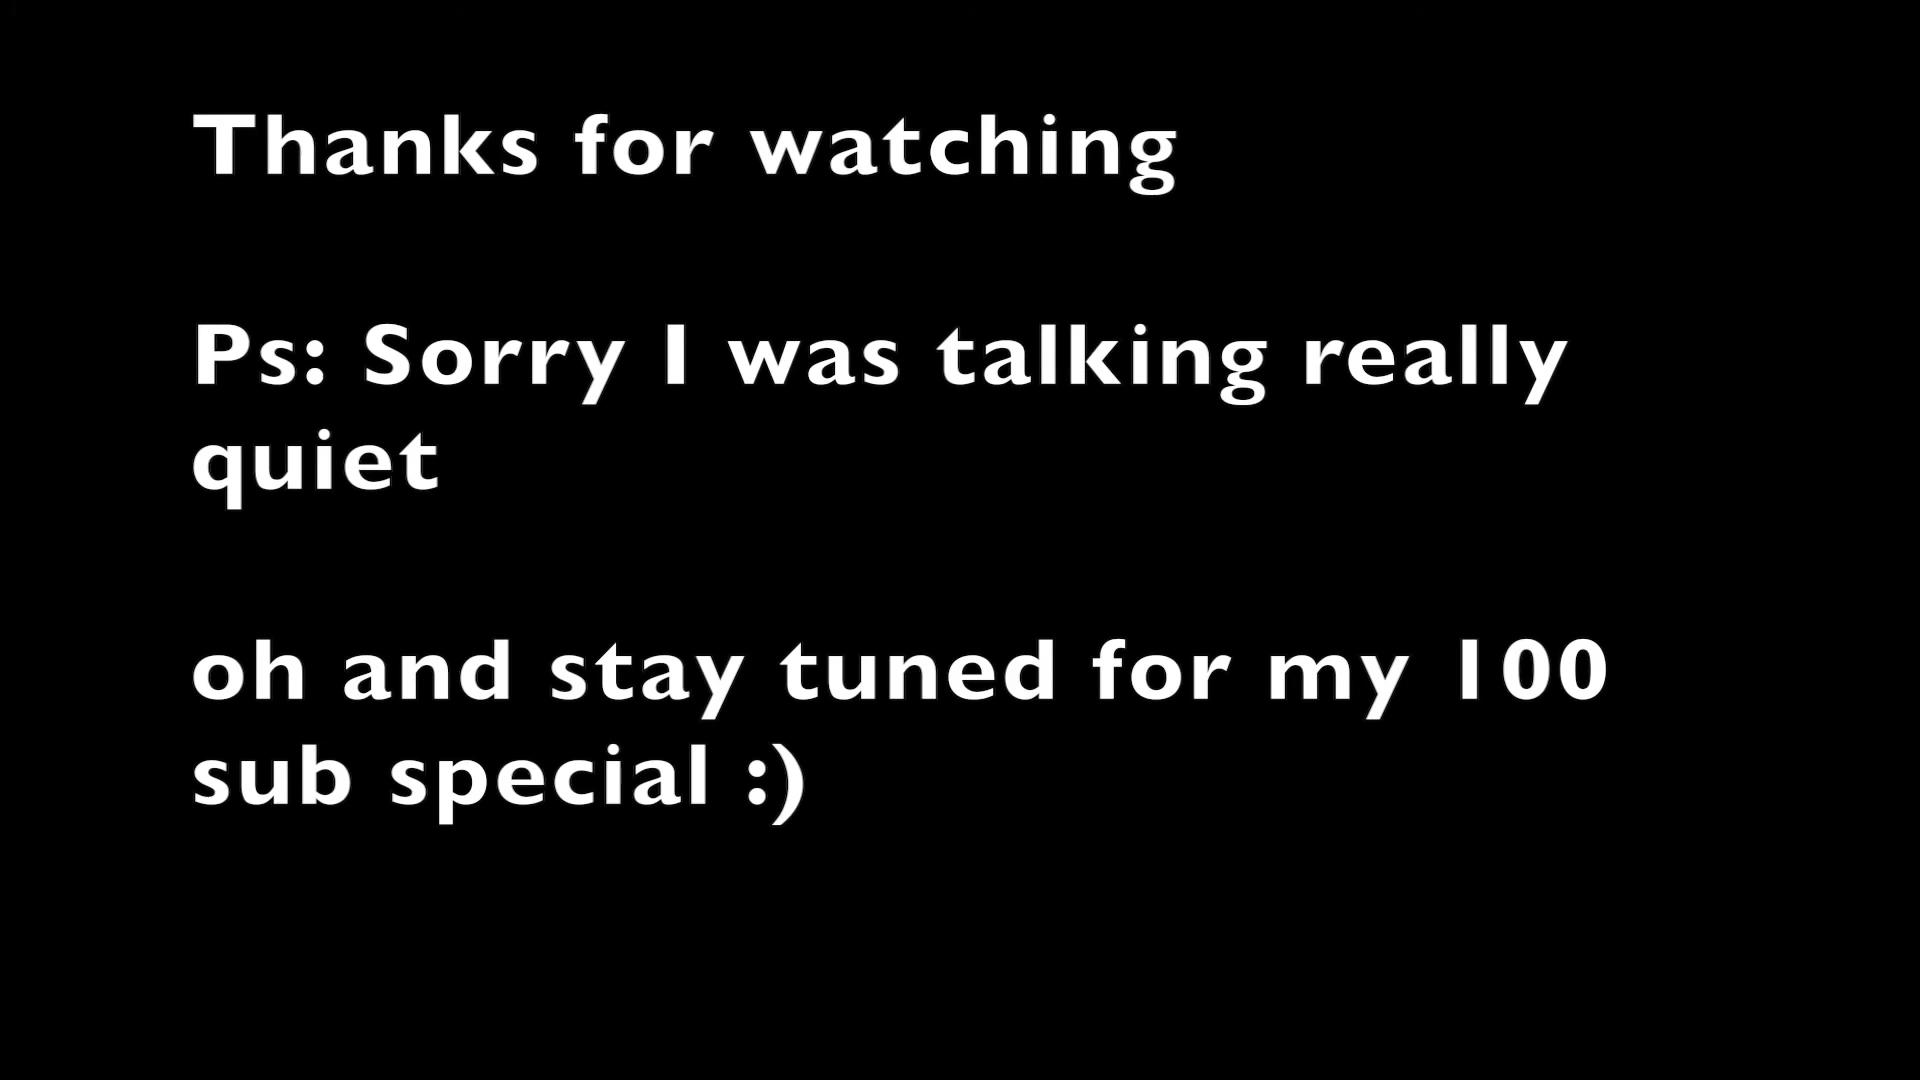 Thanks for watching
Ps: Sorry I was talking really
quiet
oh and stay tuned for my 100
sub special :)